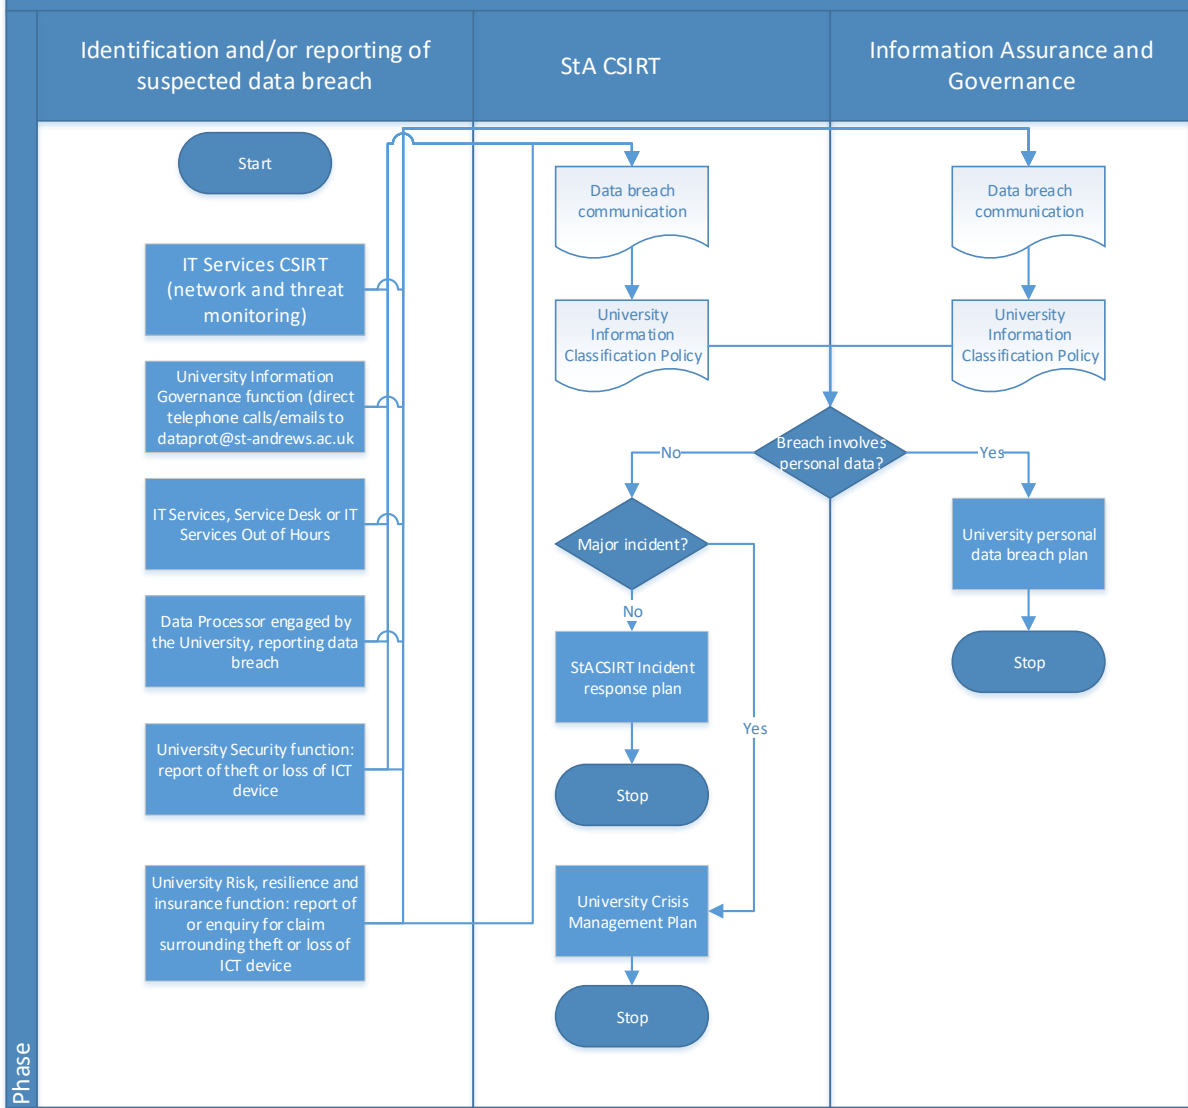 Identification and/or reporting of
suspected data breach
StA CSIRT
Information Assurance and
Governance
Start
IT Services CSIRT
(network and threat
monitoring)
University Information
Governance function (direct
telephone calls/emails to
dataprot@st-andrews.ac.uk
IT Services, Service Desk or IT
Services Out of Hours
Data Processor engaged by
the University, reporting data
breach
University Security function:
report of theft or loss of ICT
device
University Risk, resilience and
insurance function: report of
or enquiry for claim
surrounding theft or loss of
ICT device
Data breach
communication
University
Information
Classification Policy
Data breach
communication
University
Information
Classification Policy
Breach involves
personal data?
No
Yes
Major incident?
No
Yes
StACSIRT Incident
response plan
Stop
University Crisis
Management Plan
Stop
University personal
data breach plan
Stop
Phase